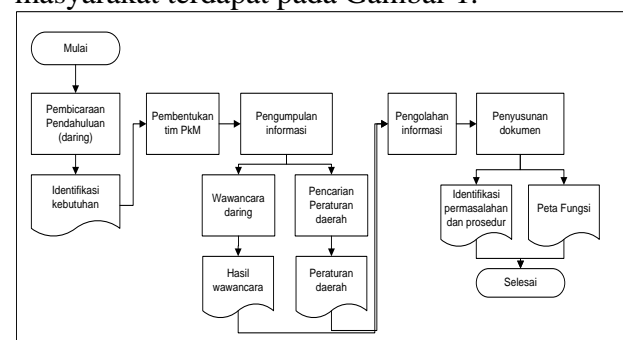 masyarakat terdapat pada Gambar 1.
Mulai
Pembicaraan
Pendahuluan
(daring)
Identifikasi
kebutuhan
Pembentukan
tim PkM
Pengumpulan
informasi
Wawancara
daring
Hasil
wawancara
Pencarian
Peraturan
daerah
Peraturan
daerah
Pengolahan
informasi
Penyusunan
dokumen
Identifikasi
permasalahan
dan prosedur
Peta Fungsi
Selesai